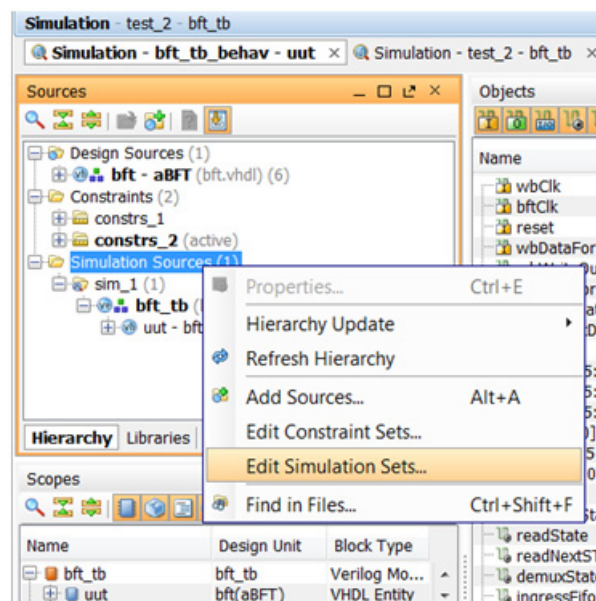 Simulation - test_2 - bft_tb
Simulation - bft_tb_behav - uut × Simulation - test_2 - bft_tb ×
Sources
Design Sources (1)
bft - aBFT (bft.vhdl) (6)
Constraints (2)
constrs_1
constrs_2 (active)
Simulation Sources (1)
sim_1 (1)
bft_tb
uut - bft
Hierarchy Libraries
Properties... Ctrl+E
Hierarchy Update
Refresh Hierarchy
Add Sources... Alt+A
Edit Constraint Sets...
Edit Simulation Sets...
Find in Files... Ctrl+Shift+F
Objects
Name
wbClk
bftClk
reset
wbDataFor
readState
readNextST
demuxState
ingressFifo
Scopes
Name Design Unit Block Type
bft_tb bft_tb Verilog Mo...
uut bft(aBFT) VHDL Entity